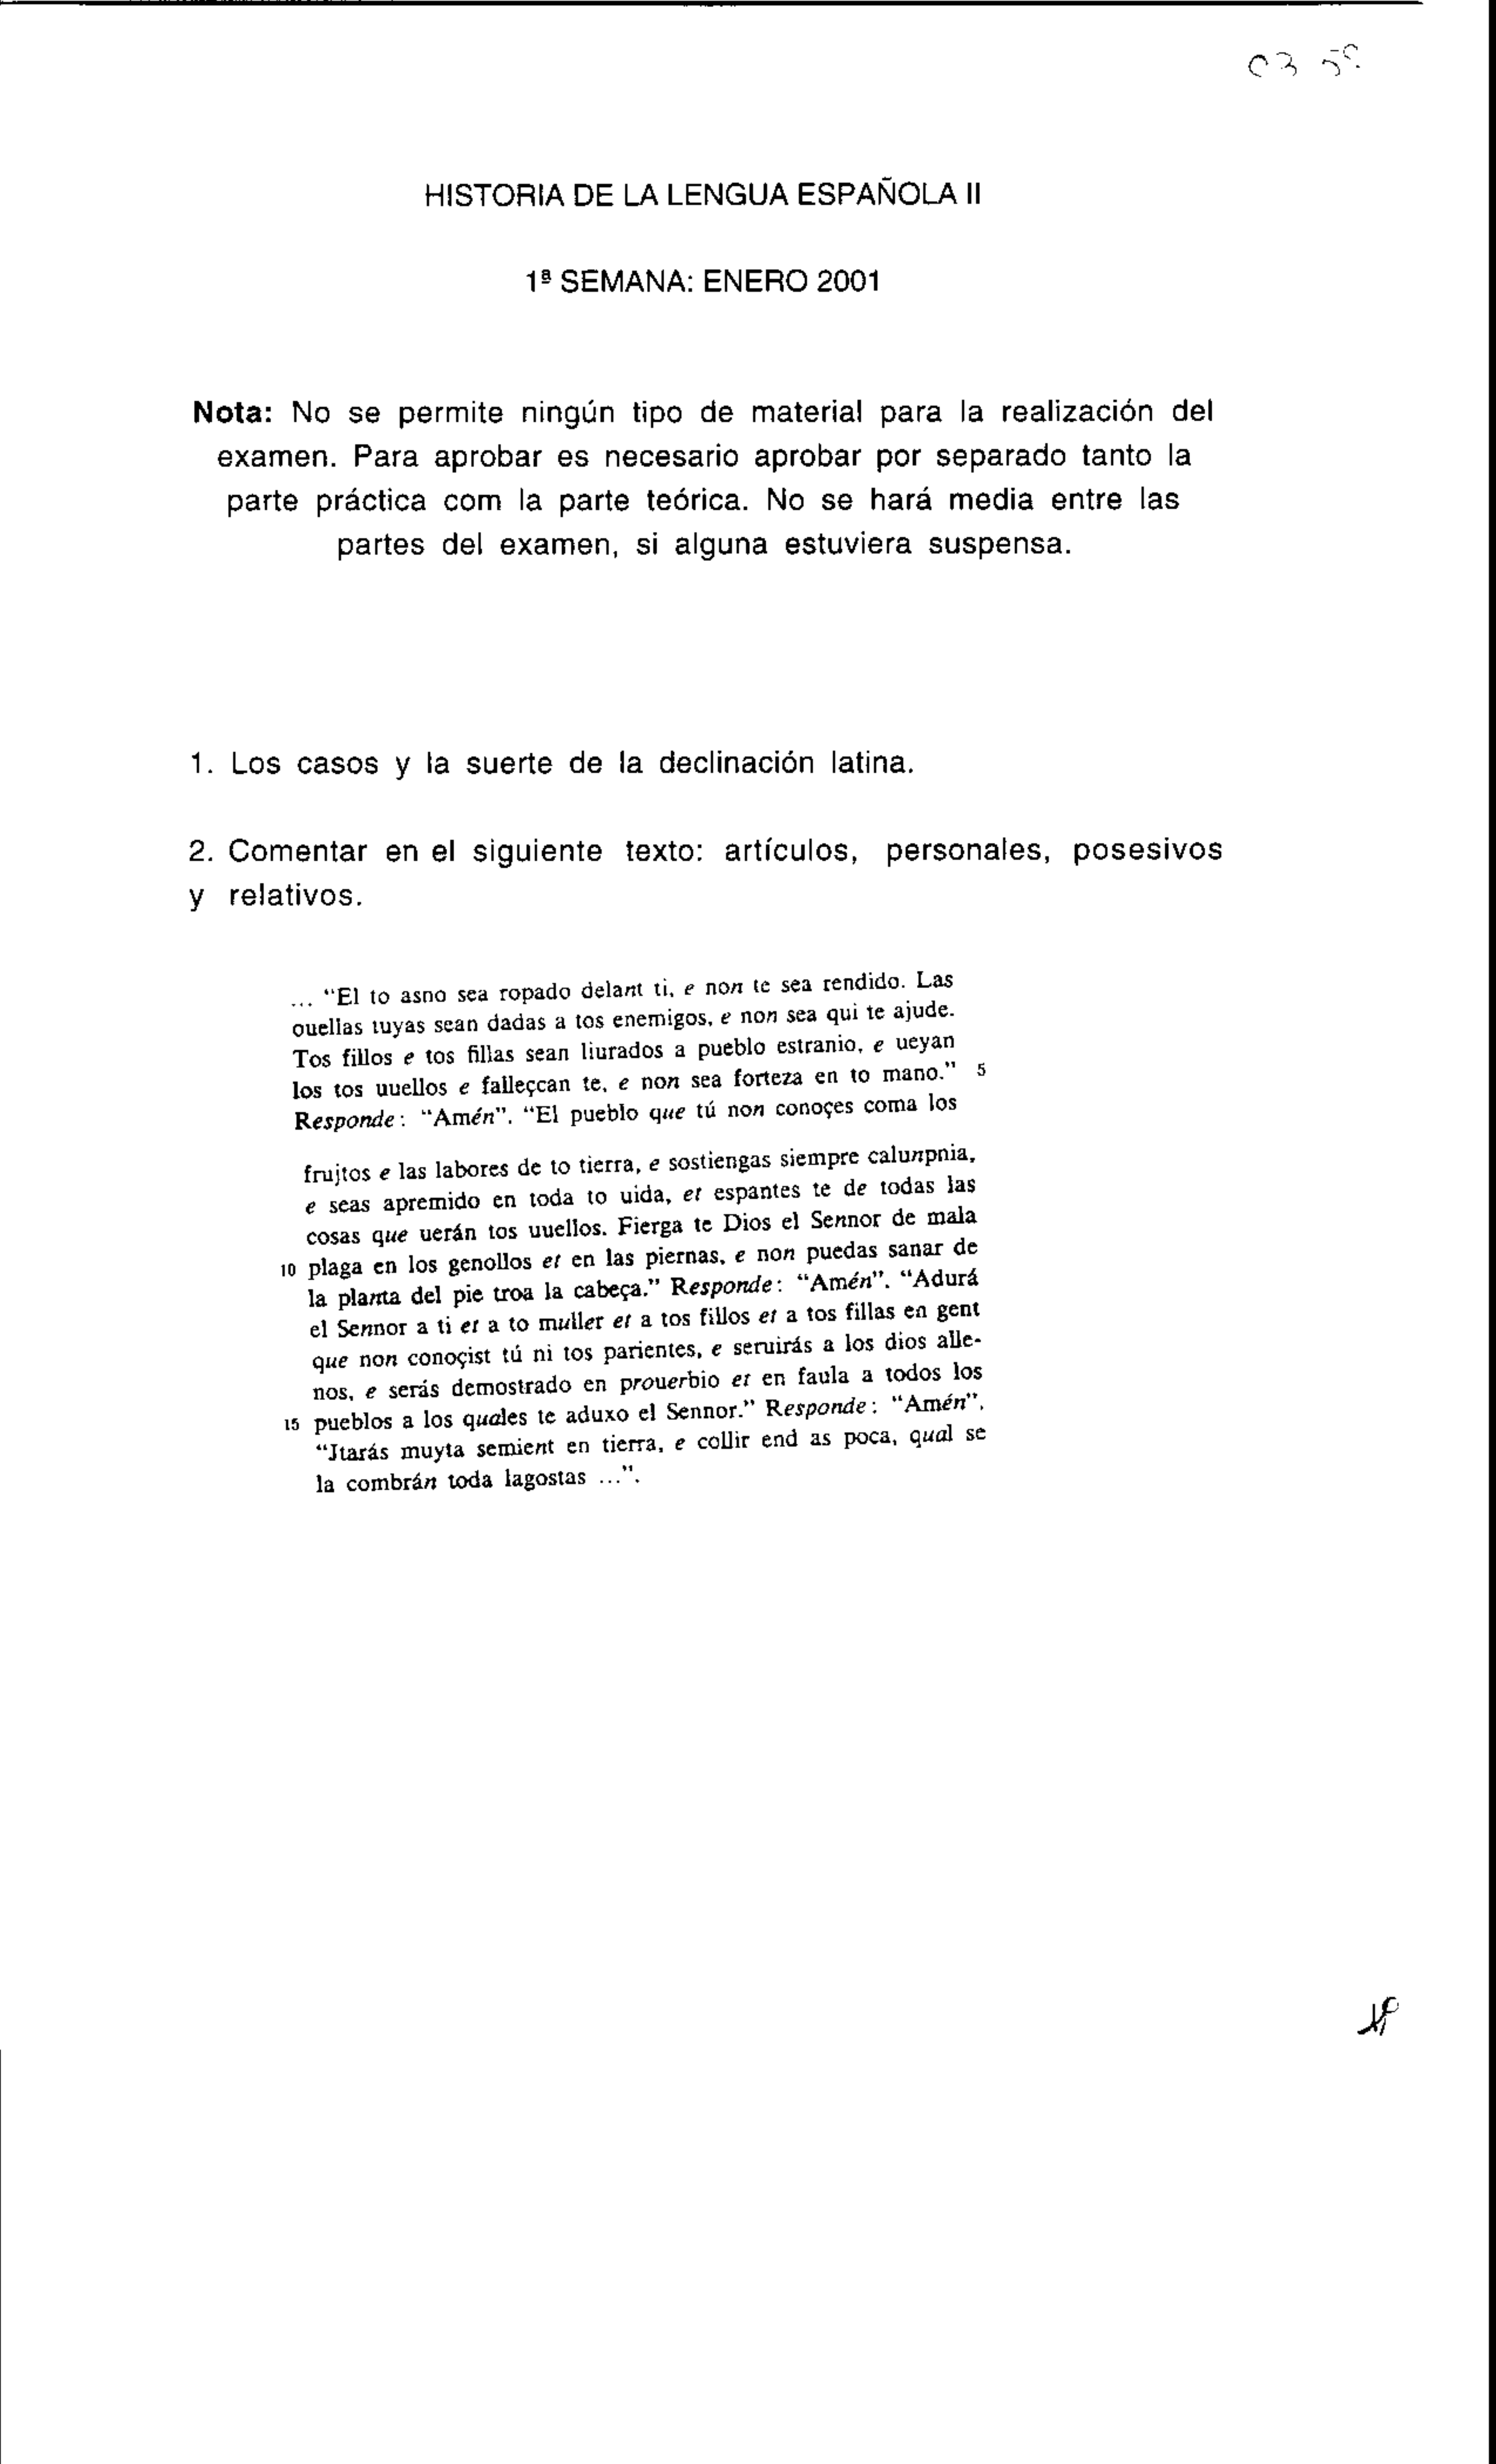 03 5º
HISTORIA DE LA LENGUA ESPAÑOLA II
1ª SEMANA: ENERO 2001
Nota: No se permite ningún tipo de material para la realización del
examen. Para aprobar es necesario aprobar por separado tanto la
parte práctica com la parte teórica. No se hará media entre las
partes del examen, si alguna estuviera suspensa.
1. Los casos y la suerte de la declinación latina.
2. Comentar en el siguiente texto: artículos, personales, posesivos
y relativos.
... “El to asno sea ropado delant ti, e non te sea rendido. Las
ouellas tuyas sean dadas a tos enemigos, e non sea qui te ajude.
Tos fillos e tos fillas sean liurados a pueblo estranio, e ueyan
los tos uuellos e falleçcan te, e non sea forteza en to mano.” 5
Responde: “Amén”. “El pueblo que tú non conoçes coma los
frujtos e las labores de to tierra, e sostiengas siempre calunpnia,
e seas apremido en toda to uida, et espantes te de todas las
cosas que uerán tos uuellos. Fierga te Dios el Sennor de mala
10 plaga en los genollos et en las piernas, e non puedas sanar de
la planta del pie troa la cabeça.” Responde: “Amén”. “Adurá
el Sennor a ti et a to muller et a tos fillos et a tos fillas en gent
que non conoçist tú ni tos parientes, e seruirás a los dios alle-
nos, e serás demostrado en prouerbio et en faula a todos los
15 pueblos a los quales te aduxo el Sennor.” Responde: “Amén”.
“Jtarás muyta semient en tierra, e collir end as poca, qual se
la combrán toda lagostas ...”.